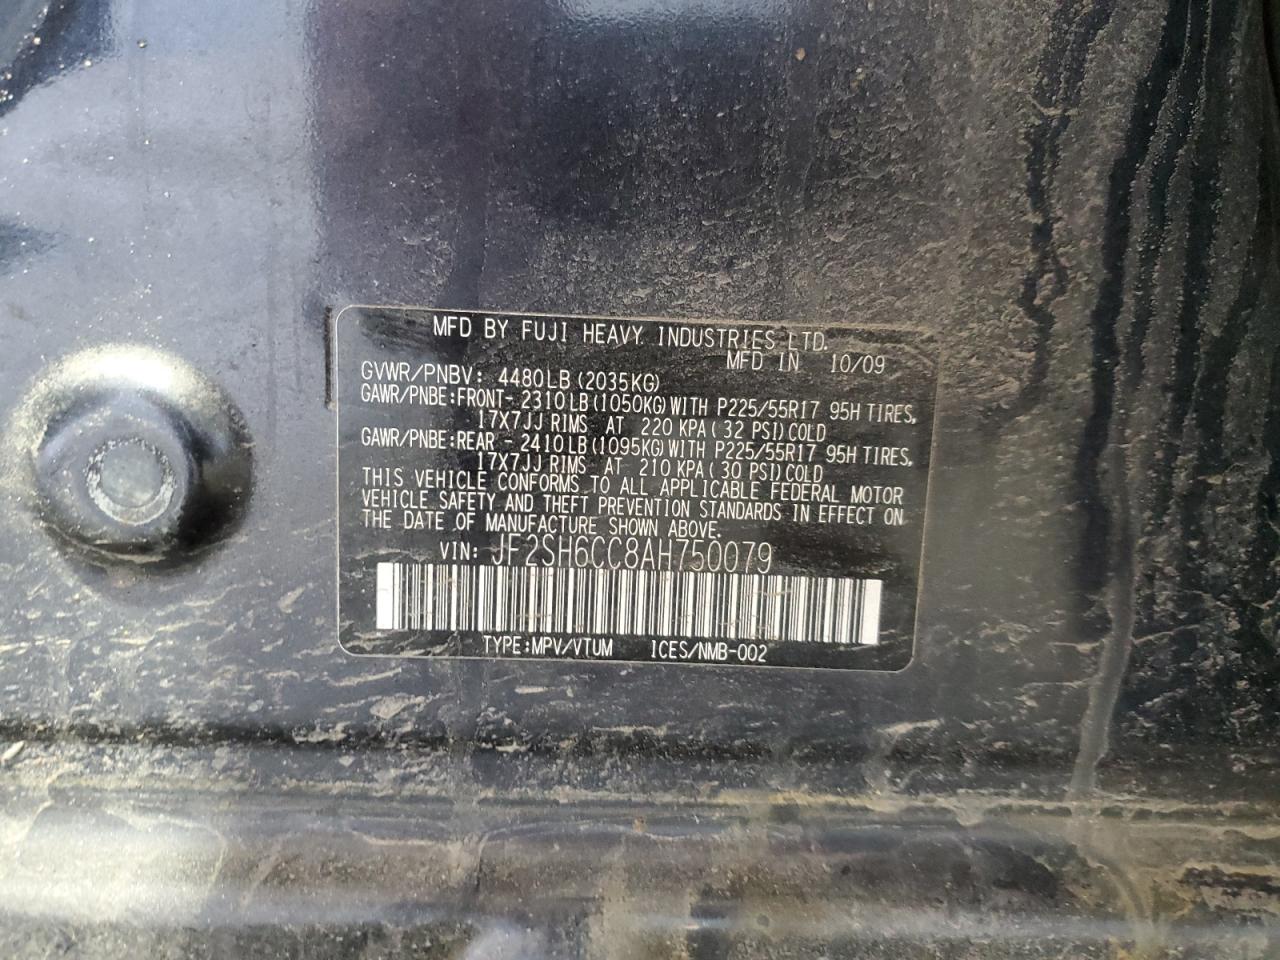 MFD BY FUJI HEAVY INDUSTRIES LTD.
MFD IN 10/09
GVWR/PNBV: 4480LB (2035KG)
GAWR/PNBE:FRONT- 2310LB(1050KG)WITH P225/55R17 95H TIRES,
17X7JJ RIMS AT 220 KPA( 32 PSI)COLD
GAWR/PNBE:REAR - 2410LB(1095KG)WITH P225/55R17 95H TIRES,
17X7JJ RIMS AT 210 KPA( 30 PSI)COLD
THIS VEHICLE CONFORMS TO ALL APPLICABLE FEDERAL MOTOR
VEHICLE SAFETY AND THEFT PREVENTION STANDARDS IN EFFECT ON
THE DATE OF MANUFACTURE SHOWN ABOVE.
VIN: JF2SH6CC8AH750079
TYPE:MPV/VTUM ICES/NMB-002